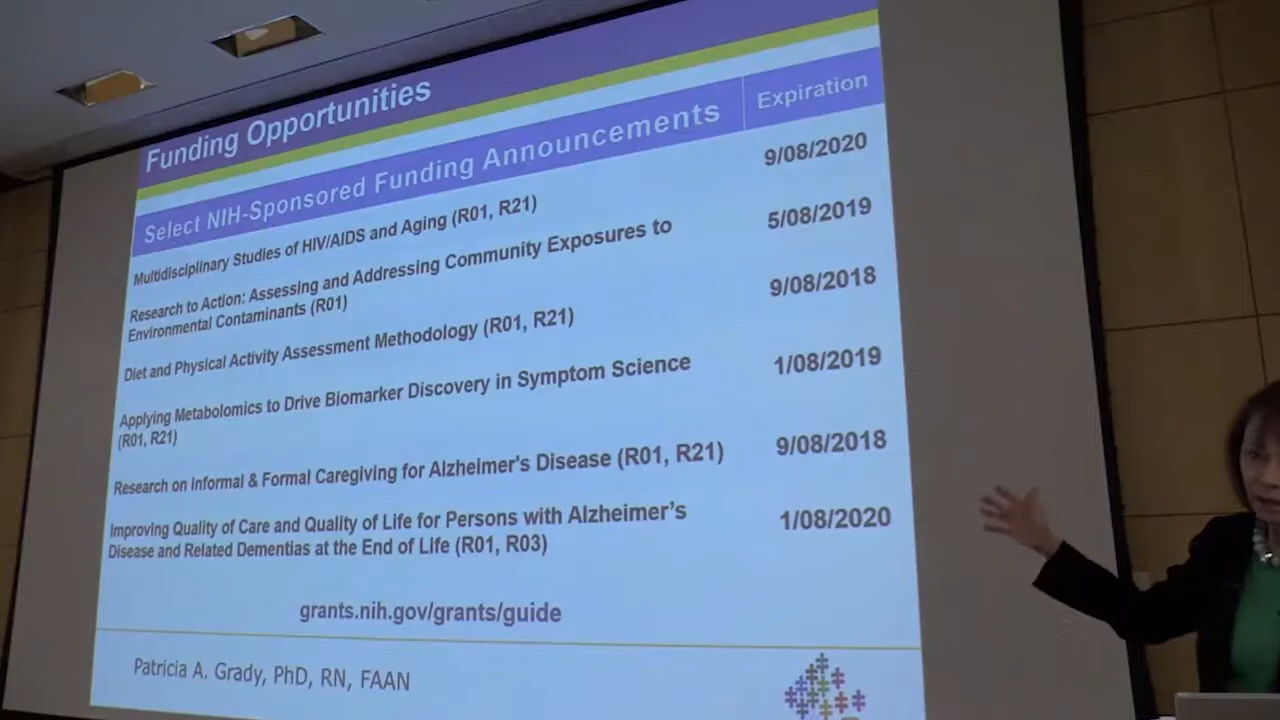 Funding Opportunities
Select NIH-Sponsored Funding Announcements
Expiration
Multidisciplinary Studies of HIV/AIDS and Aging (R01, R21)
9/08/2020
Research to Action: Assessing and Addressing Community Exposures to
Environmental Contaminants (R01)
5/08/2019
Diet and Physical Activity Assessment Methodology (R01, R21)
9/08/2018
Applying Metabolomics to Drive Biomarker Discovery in Symptom Science
(R01, R21)
1/08/2019
Research on Informal & Formal Caregiving for Alzheimer's Disease (R01, R21)
9/08/2018
Improving Quality of Care and Quality of Life for Persons with Alzheimer's
Disease and Related Dementias at the End of Life (R01, R03)
1/08/2020
grants.nih.gov/grants/guide
Patricia A. Grady, PhD, RN, FAAN